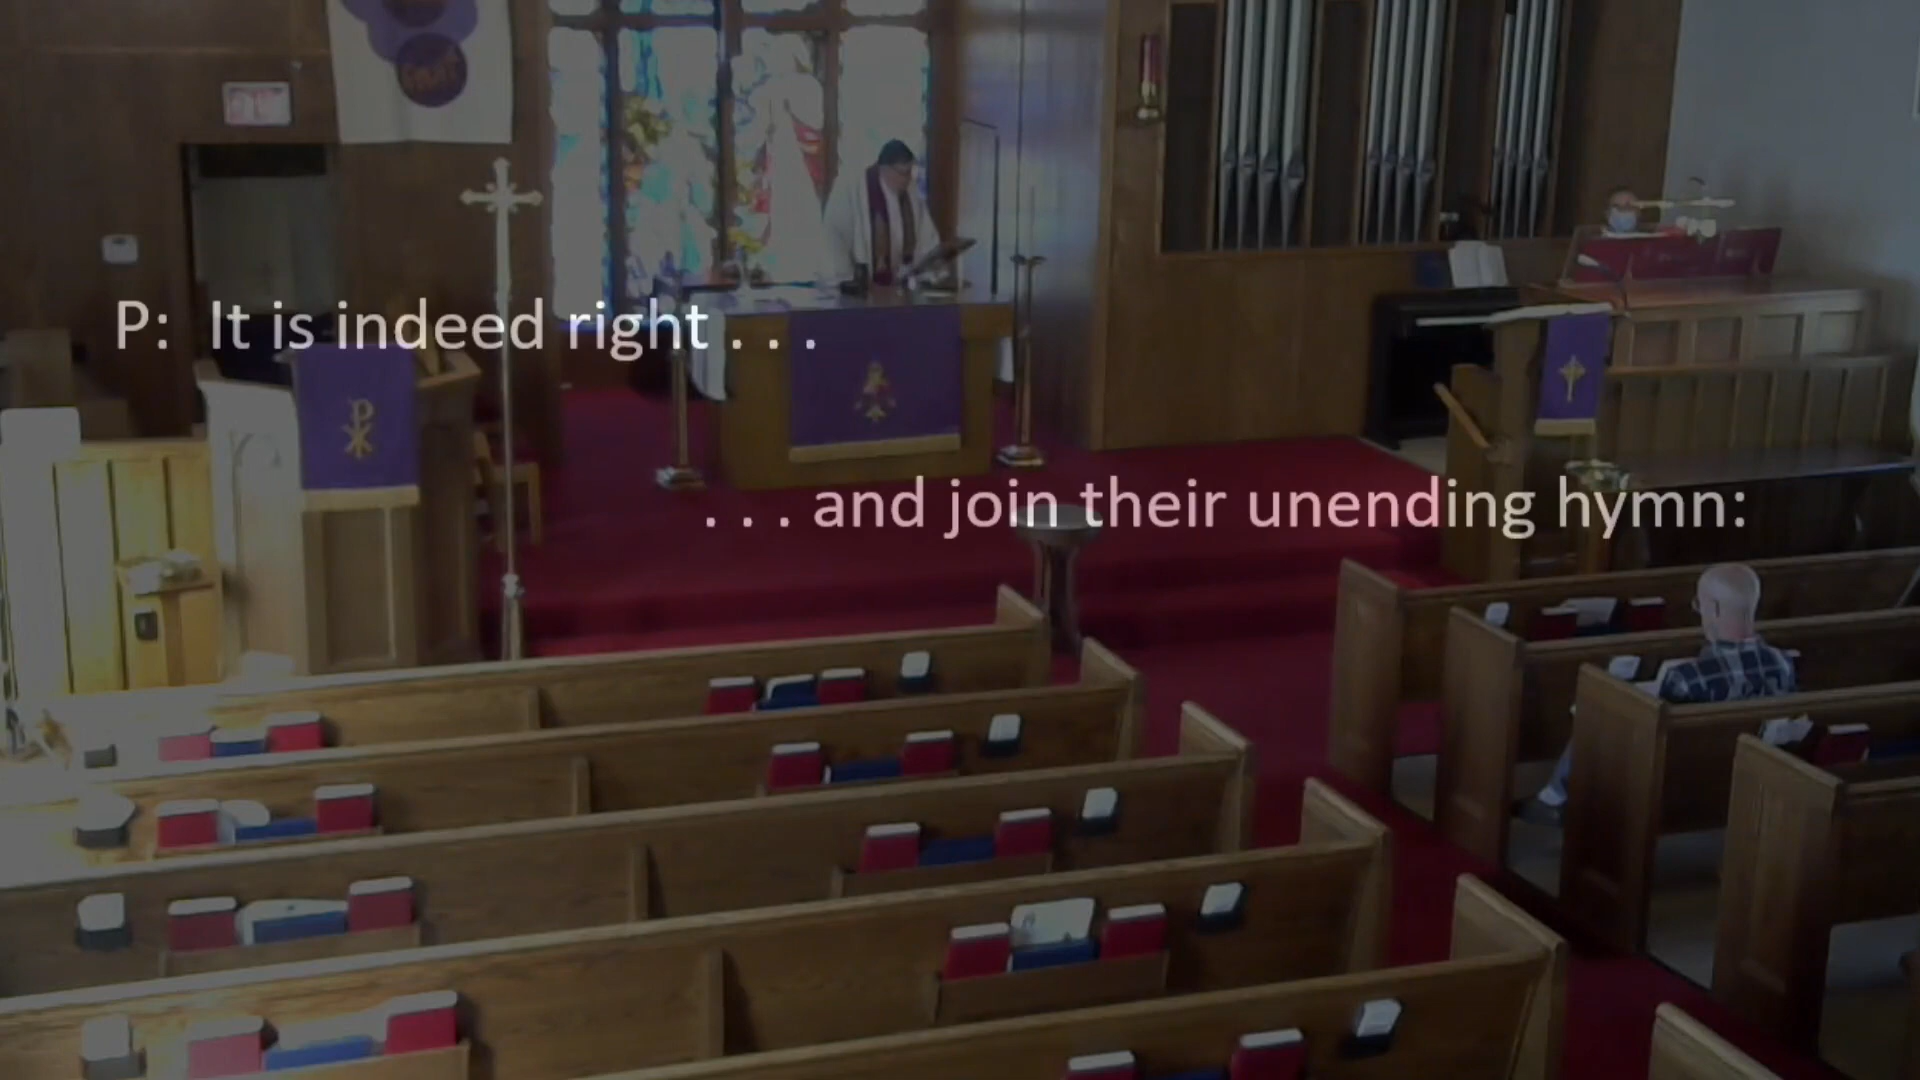 P: It is indeed right . . .
. . . and join their unending hymn: